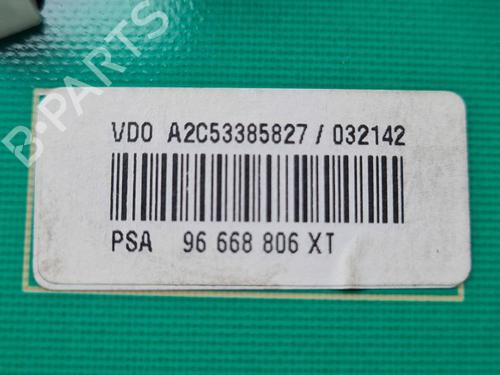 VDO A2C53385827 / 032142
PSA 96 668 806 XT
B-PARTS